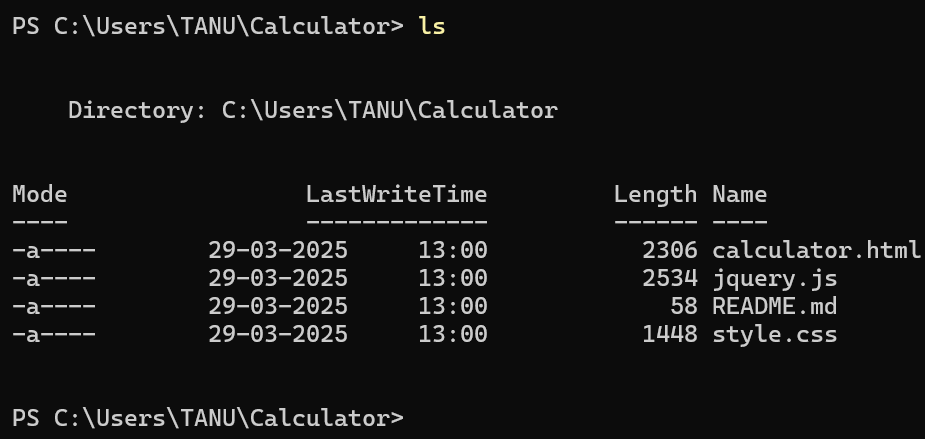 PS C:\Users\TANU\Calculator> ls
Directory: C:\Users\TANU\Calculator
Mode LastWriteTime Length Name
---- ------------- ------ ----
-a---- 29-03-2025 13:00 2306 calculator.html
-a---- 29-03-2025 13:00 2534 jquery.js
-a---- 29-03-2025 13:00 58 README.md
-a---- 29-03-2025 13:00 1448 style.css
PS C:\Users\TANU\Calculator>